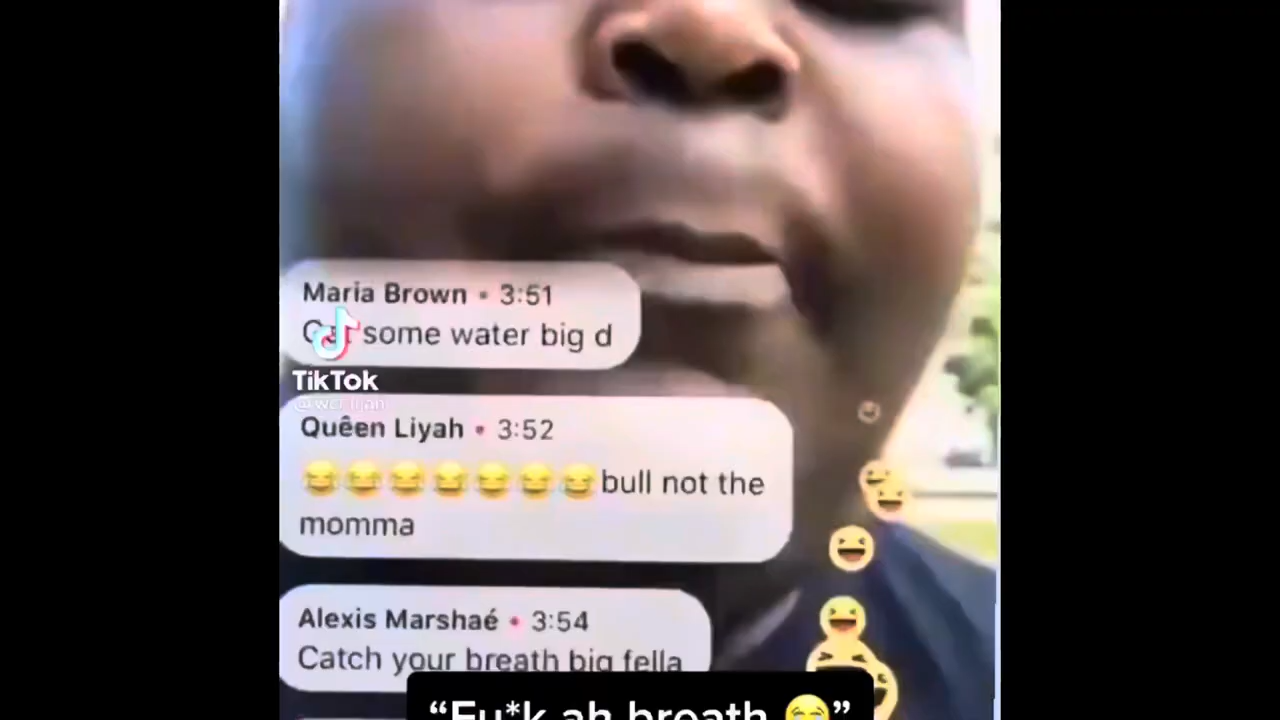 Maria Brown • 3:51
some water big d
TikTok
Quêen Liyah • 3:52
😂😂😂😂😂😂😂bull not the
momma
Alexis Marshaé • 3:54
Catch your breath big fella
“Fu*k ah breath 😭”